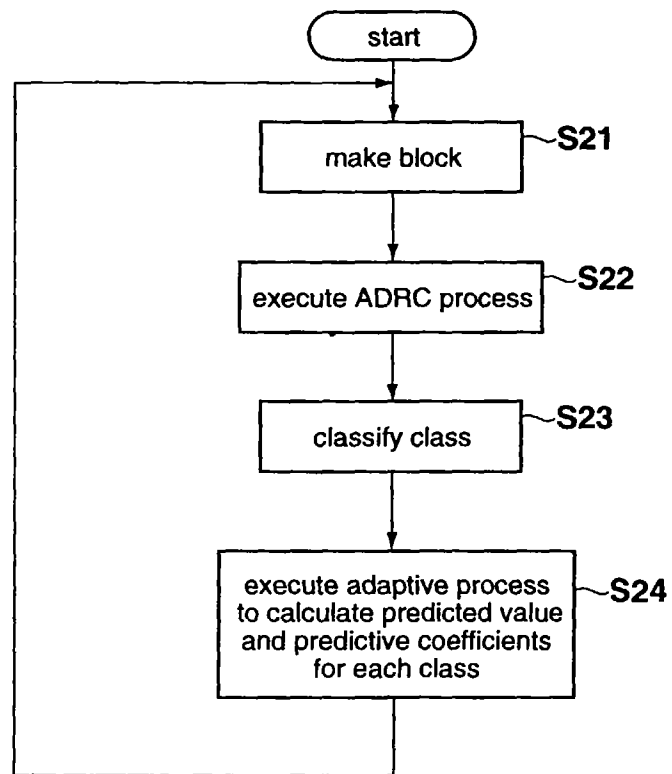 start
make block
S21
execute ADRC process
S22
classify class
S23
execute adaptive process
to calculate predicted value
and predictive coefficients
for each class
S24